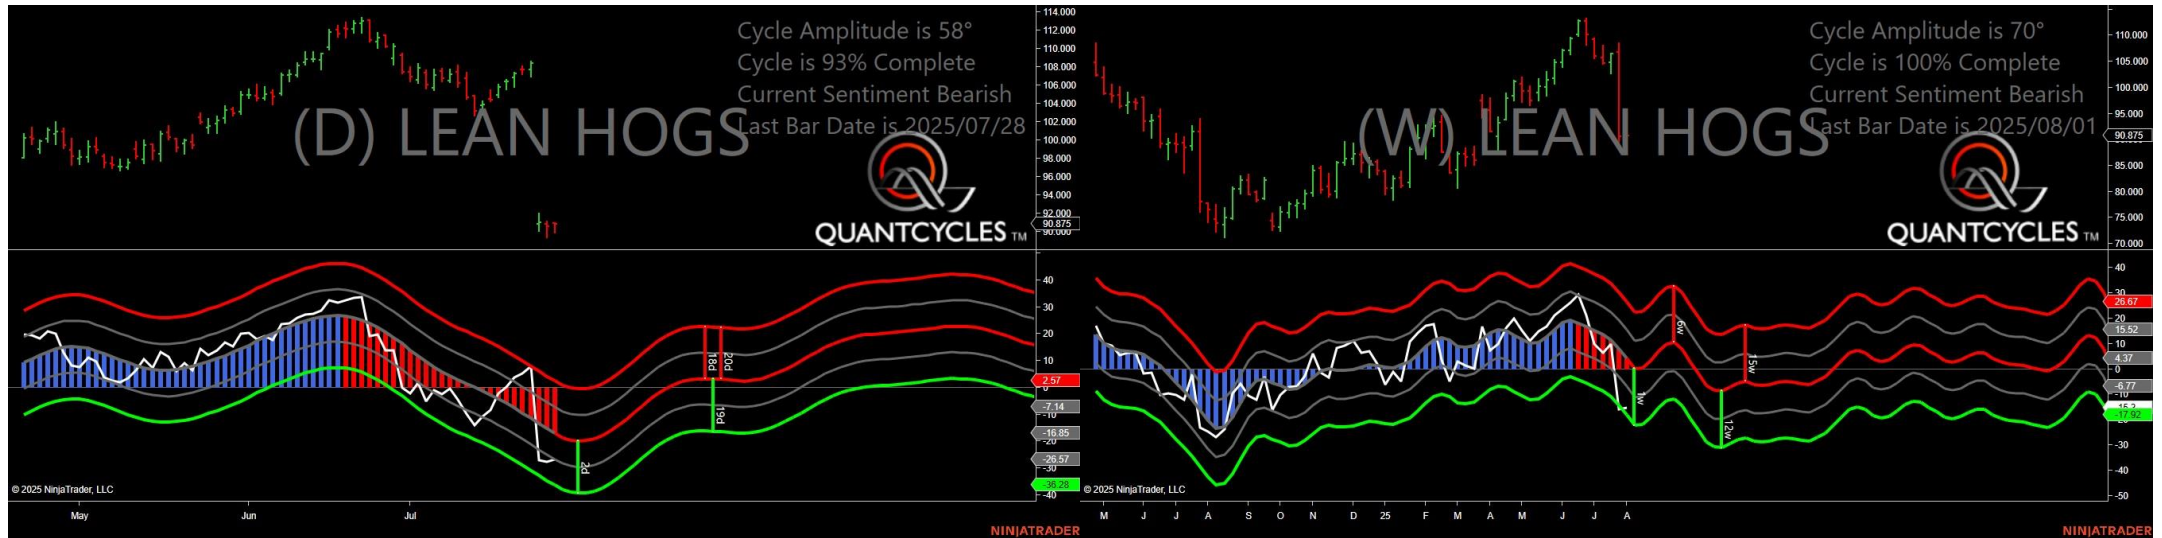 Cycle Amplitude is 58°
Cycle is 93% Complete
Current Sentiment Bearish
Last Bar Date is 2025/07/28
(D) LEAN HOGS
QUANTCYCLES TM
114.000
112.000
110.000
108.000
106.000
104.000
102.000
100.000
98.000
96.000
94.000
92.000
90.875
90.000
40
30
20
10
2.57
-7.14
-10
-16.85
-20
-26.57
-30
-36.28
-40
18d
20d
19d
2d
© 2025 NinjaTrader, LLC
May Jun Jul
NINJATRADER
Cycle Amplitude is 70°
Cycle is 100% Complete
Current Sentiment Bearish
Last Bar Date is 2025/08/01
(W) LEAN HOGS
QUANTCYCLES TM
110.000
105.000
100.000
95.000
90.875
85.000
80.000
75.000
70.000
40
30
26.67
20
15.52
10
4.37
0
-6.77
-10
-15.2
-17.92
-30
-40
-50
6w
15w
1w
12w
© 2025 NinjaTrader, LLC
M J J A S O N D 25 F M A M J J A
NINJATRADER